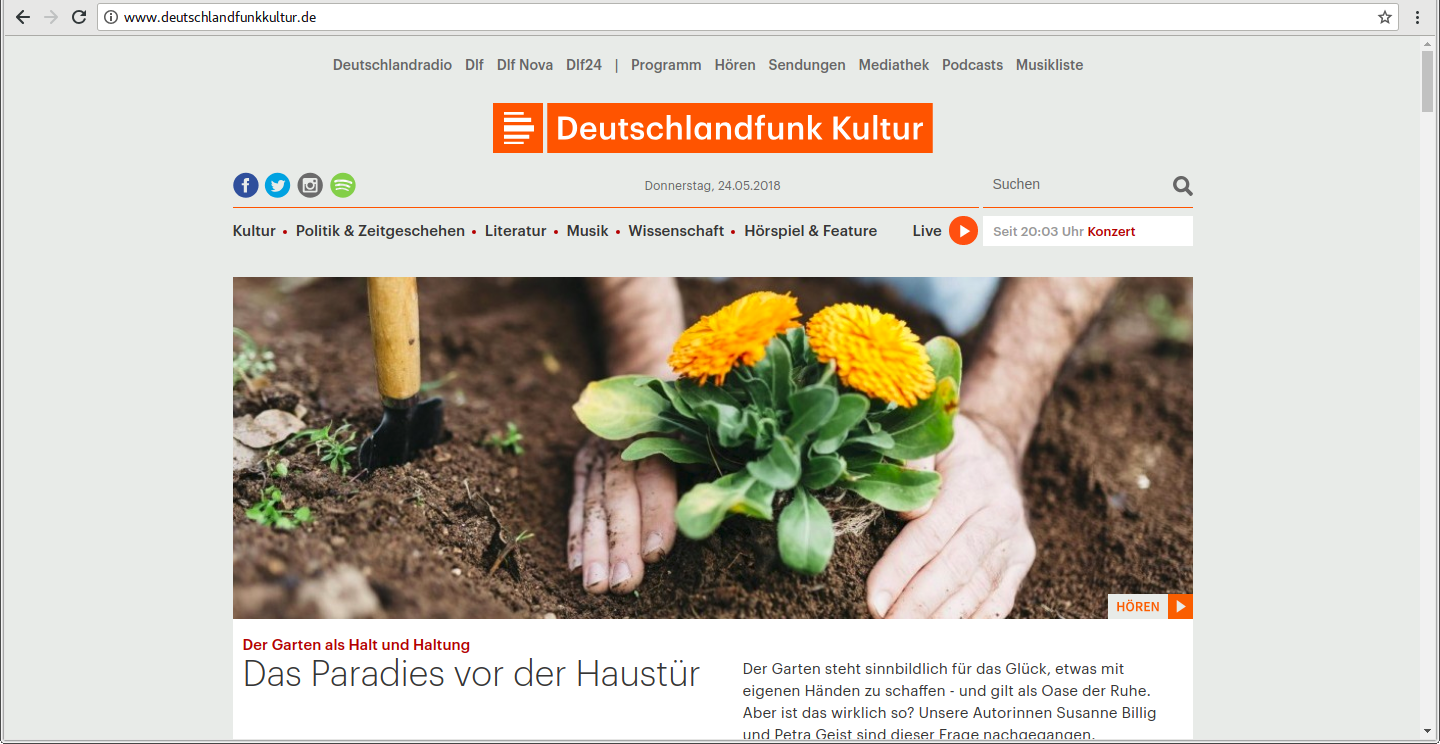 www.deutschlandfunkkultur.de
Deutschlandradio Dlf Dlf Nova Dlf24 | Programm Hören Sendungen Mediathek Podcasts Musikliste
Deutschlandfunk Kultur
Donnerstag, 24.05.2018 Suchen
Kultur • Politik & Zeitgeschehen • Literatur • Musik • Wissenschaft • Hörspiel & Feature Live Seit 20:03 Uhr Konzert
HÖREN
Der Garten als Halt und Haltung
Das Paradies vor der Haustür
Der Garten steht sinnbildlich für das Glück, etwas mit
eigenen Händen zu schaffen - und gilt als Oase der Ruhe.
Aber ist das wirklich so? Unsere Autorinnen Susanne Billig
und Petra Geist sind dieser Frage nachgegangen.